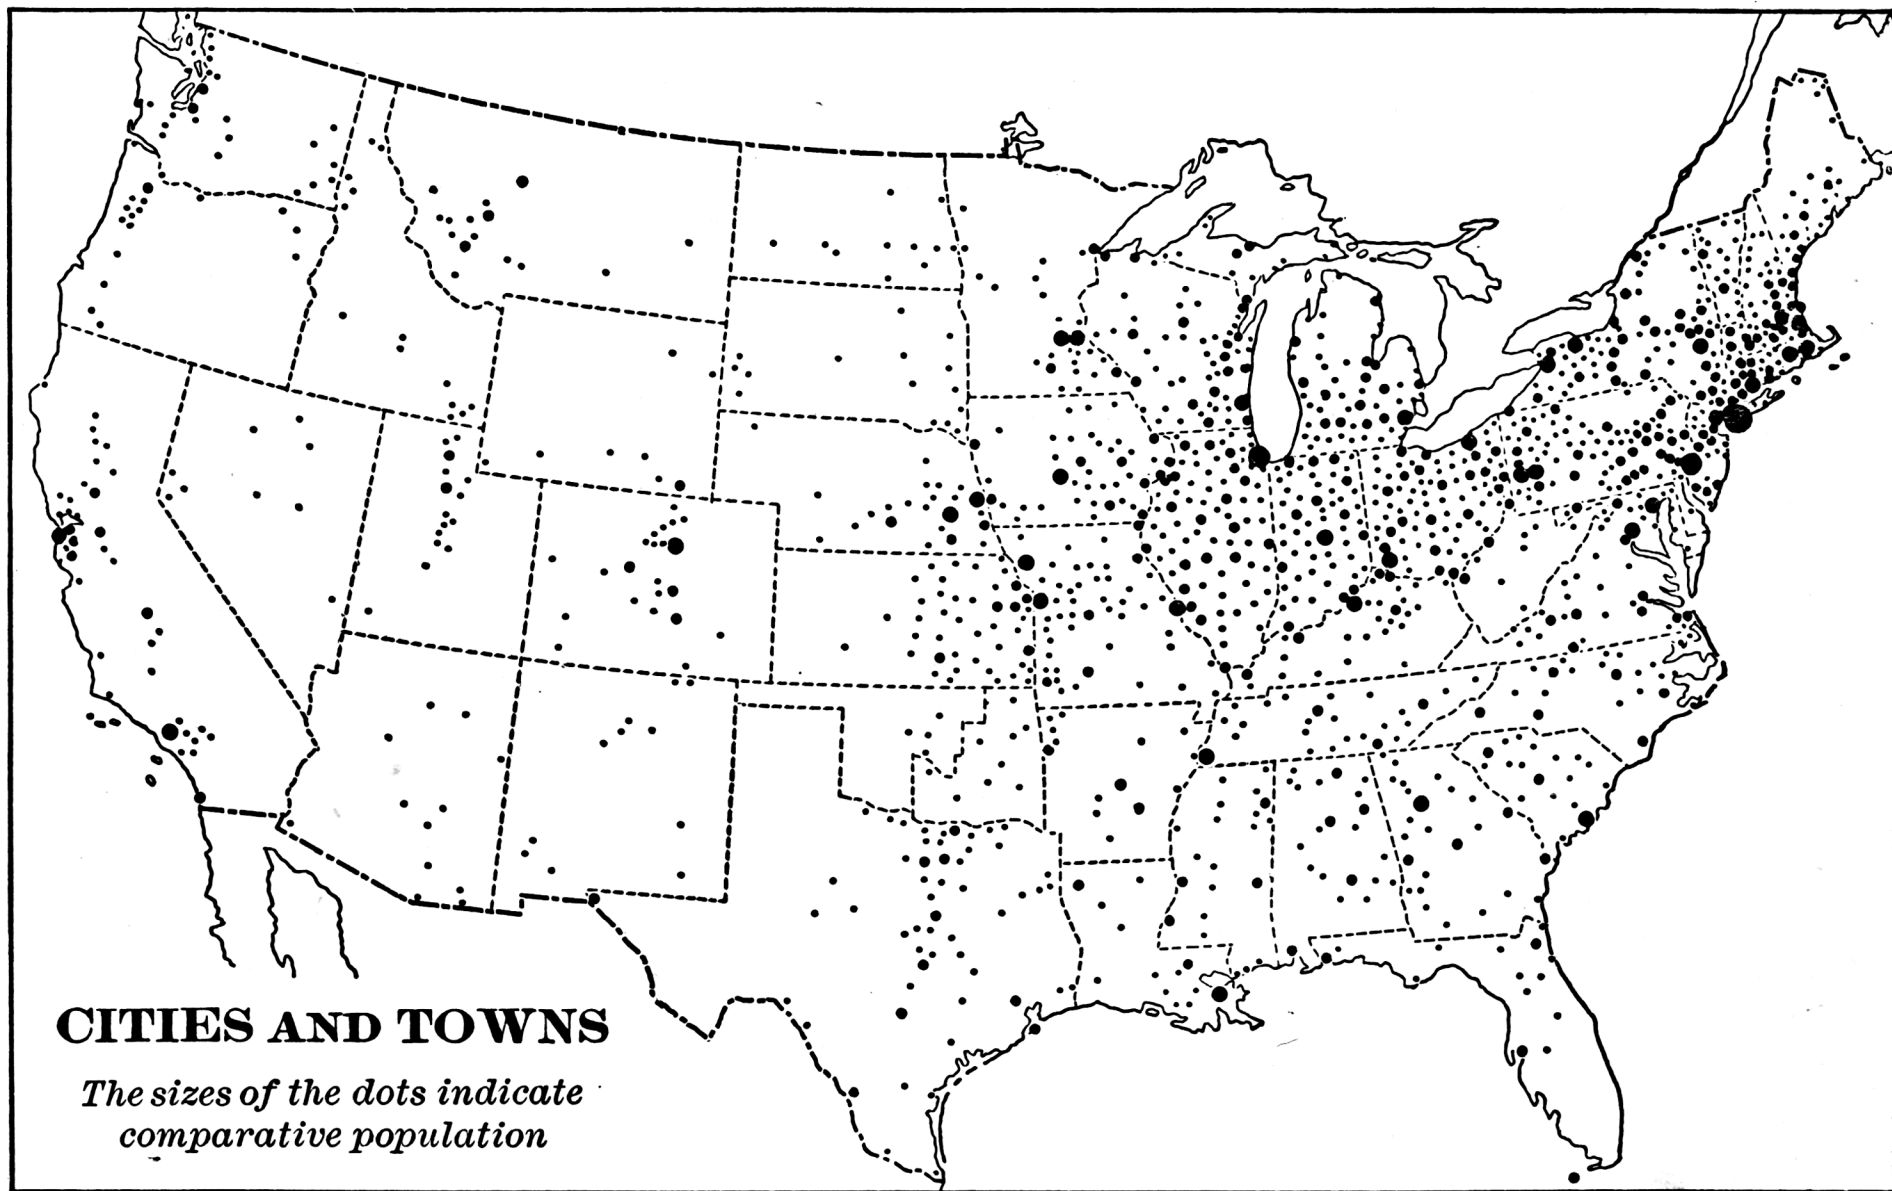 CITIES AND TOWNS
The sizes of the dots indicate
comparative population